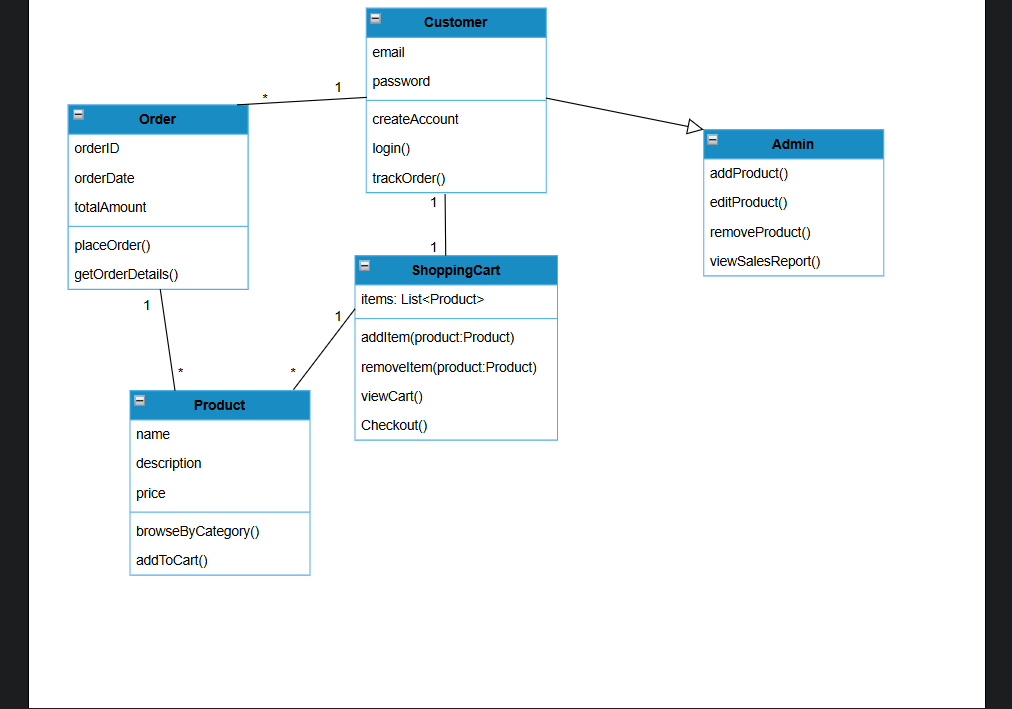 Customer
email
password
createAccount
login()
trackOrder()
*
1
Order
orderID
orderDate
totalAmount
placeOrder()
getOrderDetails()
Admin
addProduct()
editProduct()
removeProduct()
viewSalesReport()
1
1
ShoppingCart
items: List<Product>
addItem(product:Product)
removeItem(product:Product)
viewCart()
Checkout()
1
*
1
*
Product
name
description
price
browseByCategory()
addToCart()